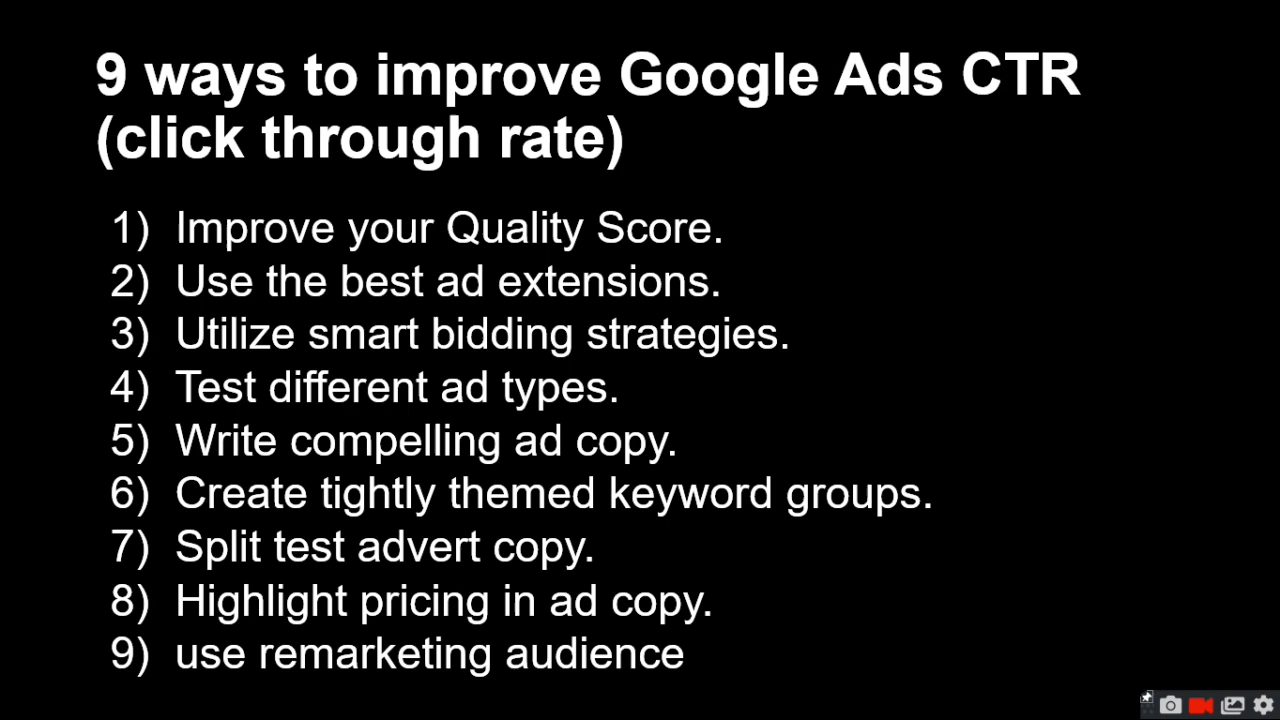 9 ways to improve Google Ads CTR
(click through rate)
1) Improve your Quality Score.
2) Use the best ad extensions.
3) Utilize smart bidding strategies.
4) Test different ad types.
5) Write compelling ad copy.
6) Create tightly themed keyword groups.
7) Split test advert copy.
8) Highlight pricing in ad copy.
9) use remarketing audience